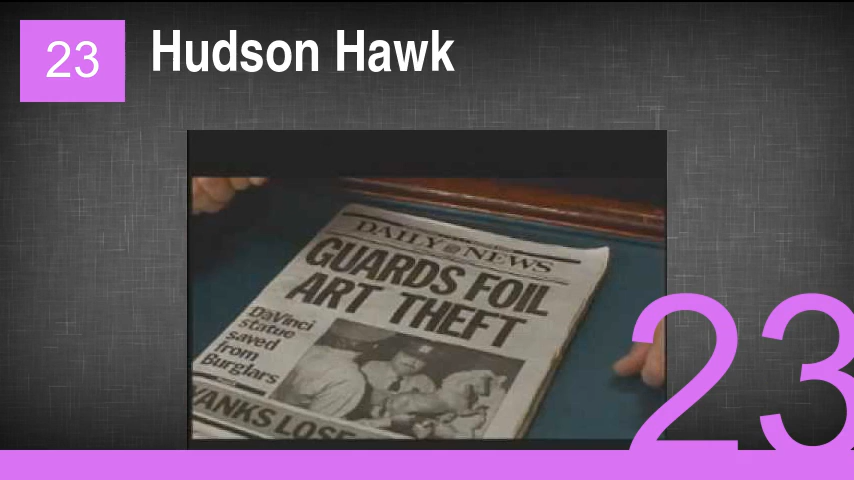 23
Hudson Hawk
DAILY NEWS
GUARDS FOIL
ART THEFT
DaVinci
statue
saved
from
Burglars
YANKS LOSE
23